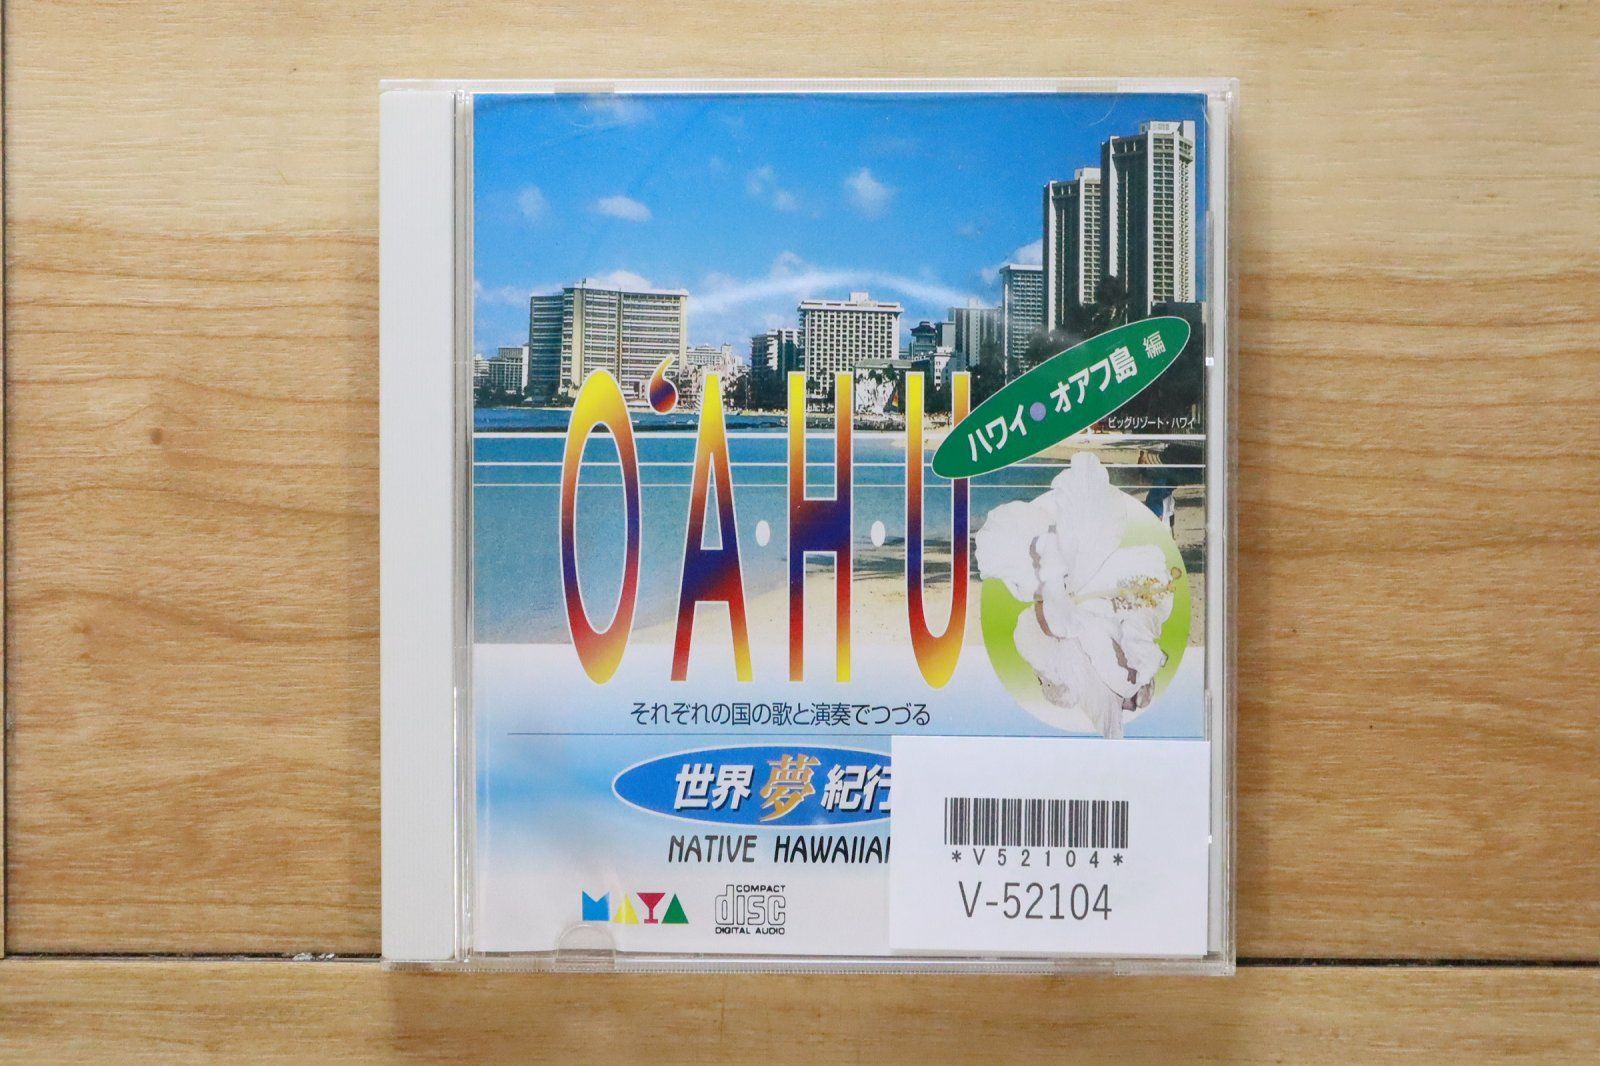 O'A·H·U
ハワイ●オアフ島 編
ビッグリゾート・ハワイ
それぞれの国の歌と演奏でつづる
世界夢紀行
NATIVE HAWAIIAN
MAYA
COMPACT
disc
DIGITAL AUDIO
*V52104*
V-52104